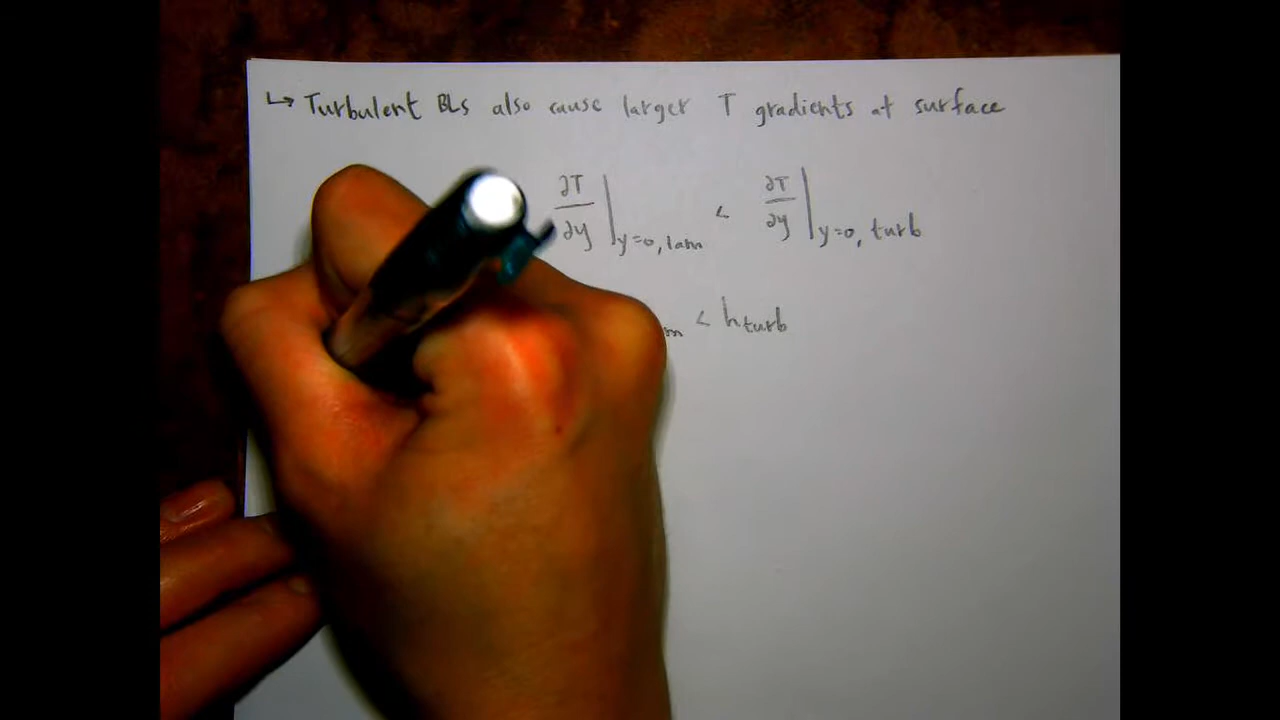 ↳ Turbulent BLs also cause larger T gradients at surface
∂T/∂y |y=0, lam < ∂T/∂y |y=0, turb
m < hturb